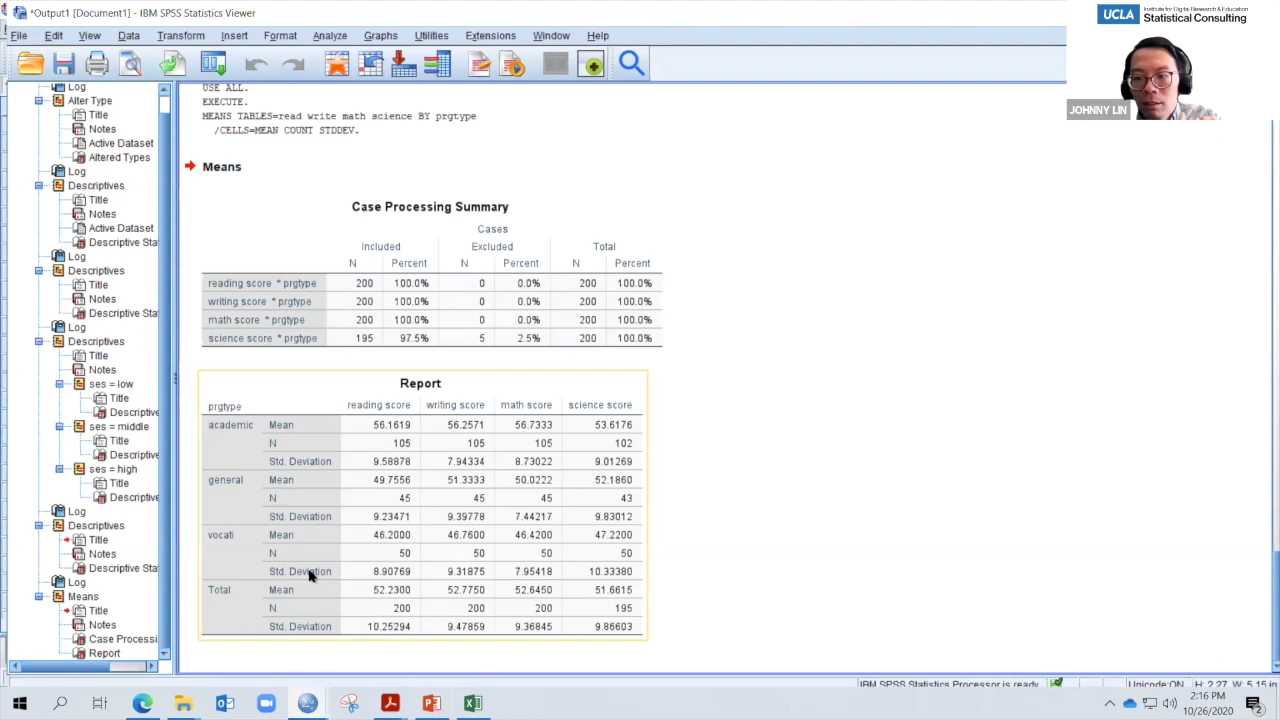 *Output1 [Document1] - IBM SPSS Statistics Viewer
File Edit View Data Transform Insert Format Analyze Graphs Utilities Extensions Window Help
UCLA Institute for Digital Research & Education
Statistical Consulting
JOHNNY LIN
Log
Alter Type
Title
Notes
Active Dataset
Altered Types
Log
Descriptives
Title
Notes
Active Dataset
Descriptive Sta
Log
Descriptives
Title
Notes
Descriptive Sta
Log
Descriptives
Title
Notes
ses = low
Title
Descriptive
ses = middle
Title
Descriptive
ses = high
Title
Descriptive
Log
Descriptives
Title
Notes
Descriptive Sta
Log
Means
Title
Notes
Case Processi
Report
USE ALL.
EXECUTE.
MEANS TABLES=read write math science BY prgtype
/CELLS=MEAN COUNT STDDEV.
Means
Case Processing Summary
Cases
Included Excluded Total
N Percent N Percent N Percent
reading score * prgtype 200 100.0% 0 0.0% 200 100.0%
writing score * prgtype 200 100.0% 0 0.0% 200 100.0%
math score * prgtype 200 100.0% 0 0.0% 200 100.0%
science score * prgtype 195 97.5% 5 2.5% 200 100.0%
Report
prgtype reading score writing score math score science score
academic Mean 56.1619 56.2571 56.7333 53.6176
N 105 105 105 102
Std. Deviation 9.58878 7.94334 8.73022 9.01269
general Mean 49.7556 51.3333 50.0222 52.1860
N 45 45 45 43
Std. Deviation 9.23471 9.39778 7.44217 9.83012
vocati Mean 46.2000 46.7600 46.4200 47.2200
N 50 50 50 50
Std. Deviation 8.90769 9.31875 7.95418 10.33380
Total Mean 52.2300 52.7750 52.6450 51.6615
N 200 200 200 195
Std. Deviation 10.25294 9.47859 9.36845 9.86603
IBM SPSS Statistics Processor is ready Unicode:ON H: 2.27, W: 5.15 in
2:16 PM
10/26/2020
2